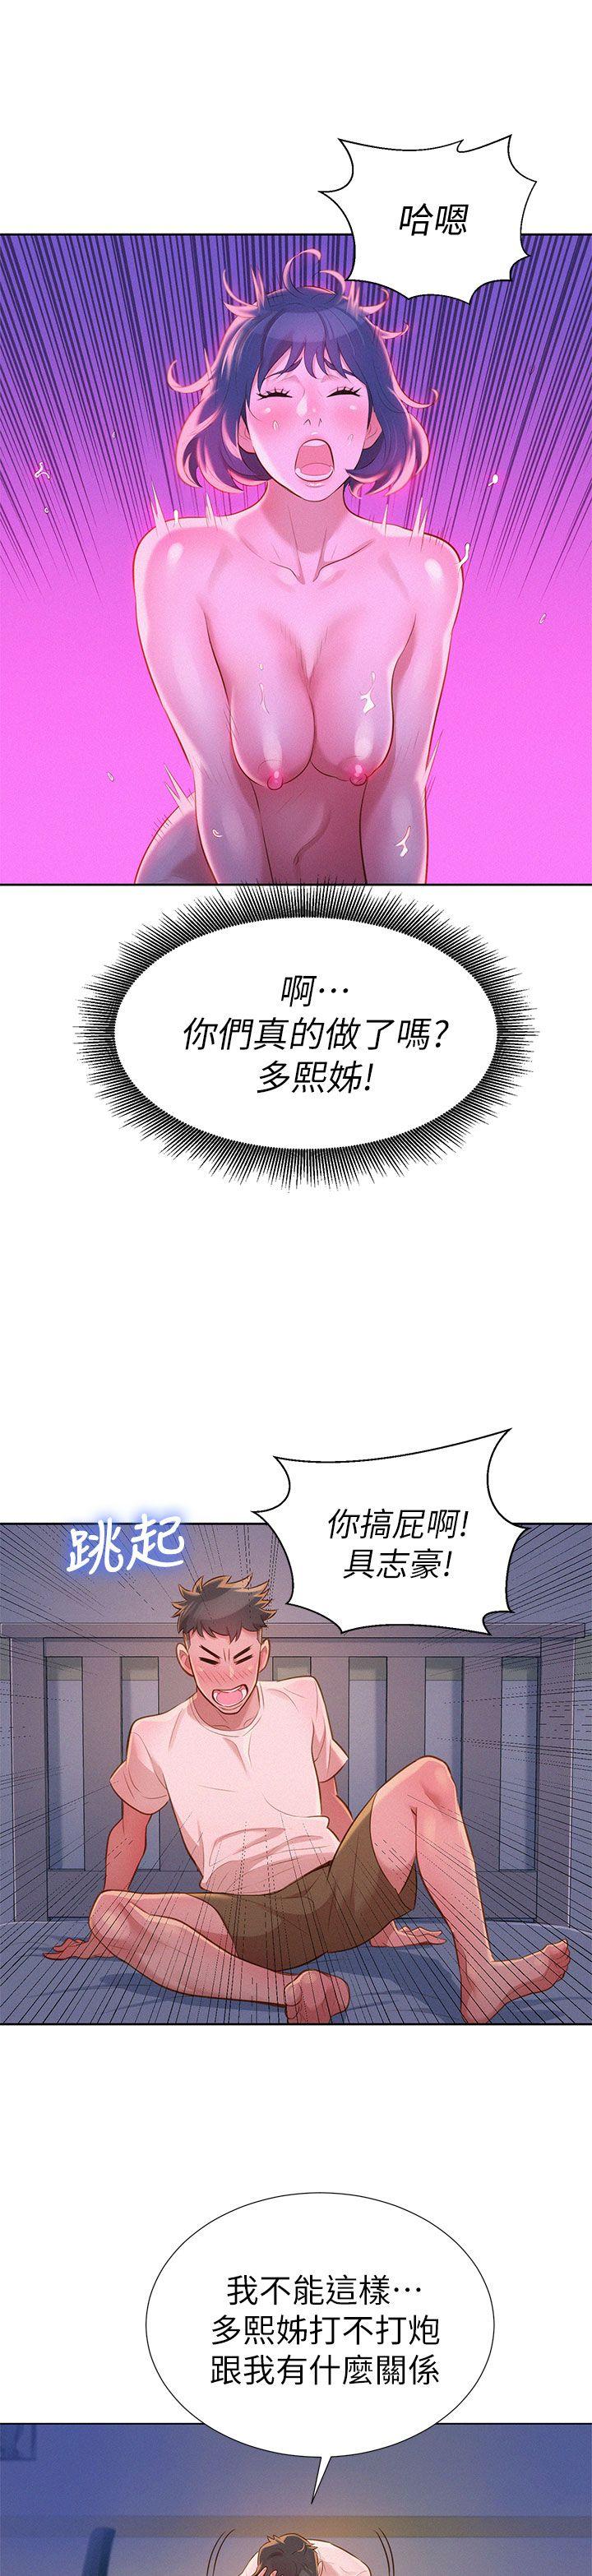 哈嗯
啊⋯
你們真的做了嗎?
多熙姊!
跳起
你搞屁啊!
具志豪!
我不能這樣⋯
多熙姊打不打炮
跟我有什麼關係